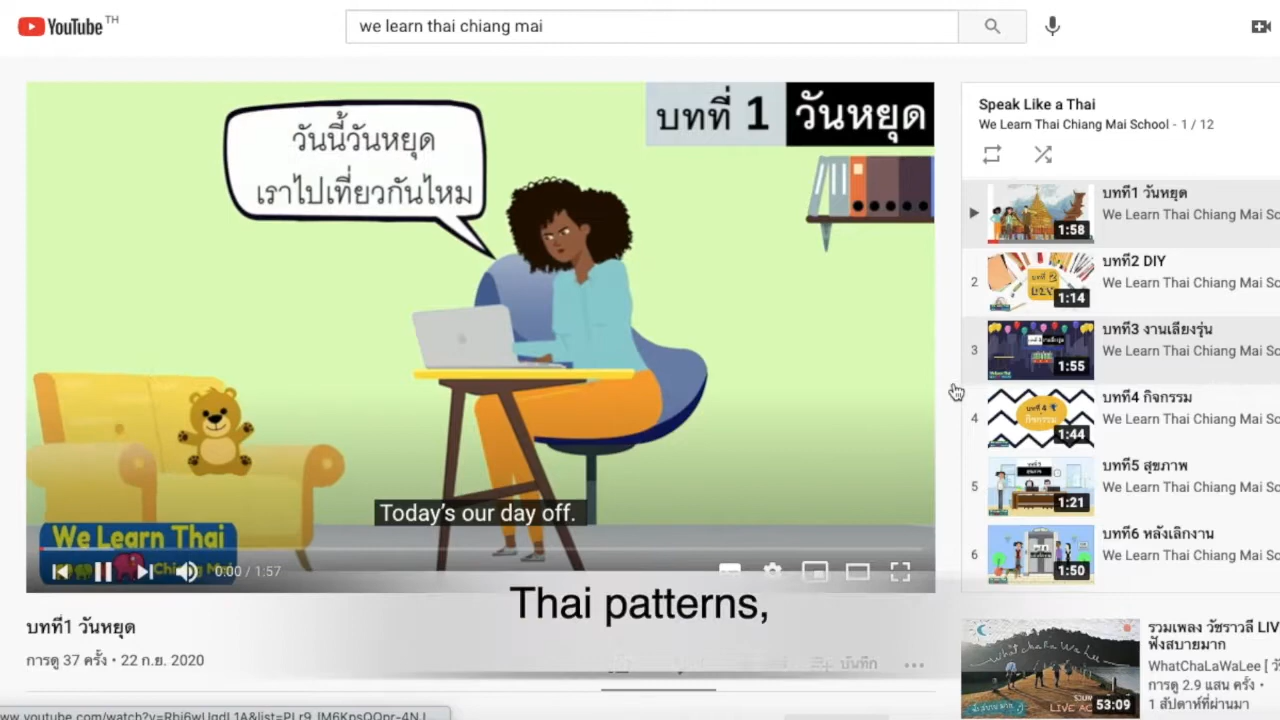 YouTube TH
we learn thai chiang mai
วันนี้วันหยุด
เราไปเที่ยวกันไหม
บทที่ 1 วันหยุด
Today's our day off.
We Learn Thai
0:00 / 1:57
Thai patterns,
บทที่1 วันหยุด
การดู 37 ครั้ง • 22 ก.ย. 2020
บันทึก
Speak Like a Thai
We Learn Thai Chiang Mai School - 1 / 12
1:58
บทที่1 วันหยุด
We Learn Thai Chiang Mai Sc
2
1:14
บทที่2 DIY
We Learn Thai Chiang Mai Sc
3
1:55
บทที่3 งานเลี้ยงรุ่น
We Learn Thai Chiang Mai Sc
4
1:44
บทที่4 กิจกรรม
We Learn Thai Chiang Mai Sc
5
1:21
บทที่5 สุขภาพ
We Learn Thai Chiang Mai Sc
6
1:50
บทที่6 หลังเลิกงาน
We Learn Thai Chiang Mai Sc
53:09
รวมเพลง วัชราวลี LIV
ฟังสบายมาก
WhatChaLaWaLee [
การดู 2.9 แสน ครั้ง •
1 สัปดาห์ที่ผ่านมา